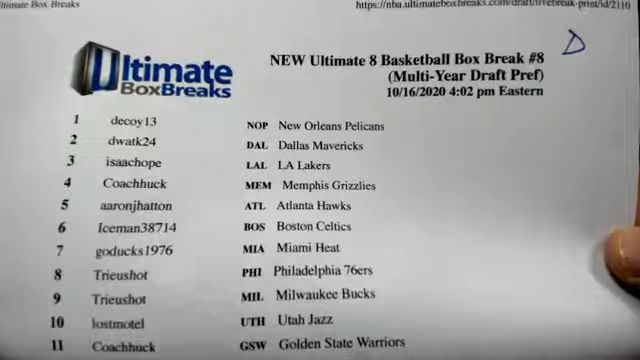 ltimate Box Breaks https://nba.ultimateboxbreaks.com/draft/livebreak-print/id/2110
Ultimate
BoxBreaks
NEW Ultimate 8 Basketball Box Break #8
(Multi-Year Draft Pref)
10/16/2020 4:02 pm Eastern
D
1 decoy13 NOP New Orleans Pelicans
2 dwatk24 DAL Dallas Mavericks
3 isaachope LAL LA Lakers
4 Coachhuck MEM Memphis Grizzlies
5 aaronjhatton ATL Atlanta Hawks
6 Iceman38714 BOS Boston Celtics
7 goducks1976 MIA Miami Heat
8 Trieushot PHI Philadelphia 76ers
9 Trieushot MIL Milwaukee Bucks
10 lostmotel UTH Utah Jazz
11 Coachhuck GSW Golden State Warriors